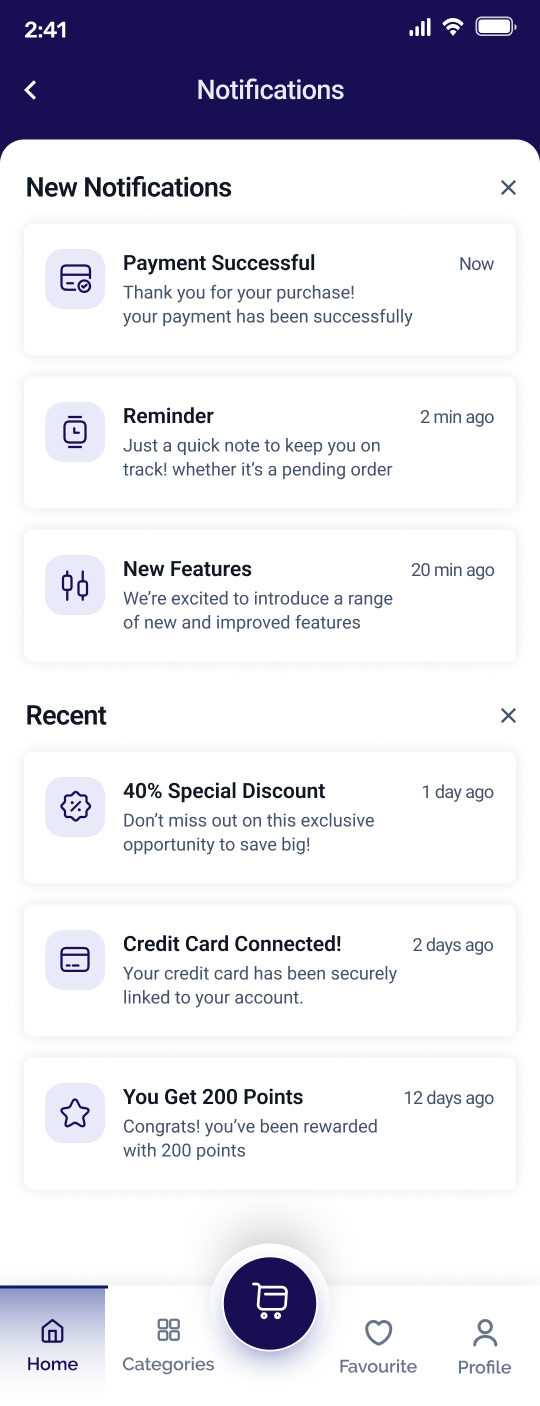 2:41
Notifications
New Notifications
Payment Successful
Now
Thank you for your purchase!
your payment has been successfully
Reminder
2 min ago
Just a quick note to keep you on
track! whether it’s a pending order
New Features
20 min ago
We’re excited to introduce a range
of new and improved features
Recent
40% Special Discount
1 day ago
Don’t miss out on this exclusive
opportunity to save big!
Credit Card Connected!
2 days ago
Your credit card has been securely
linked to your account.
You Get 200 Points
12 days ago
Congrats! you’ve been rewarded
with 200 points
Home
Categories
Favourite
Profile